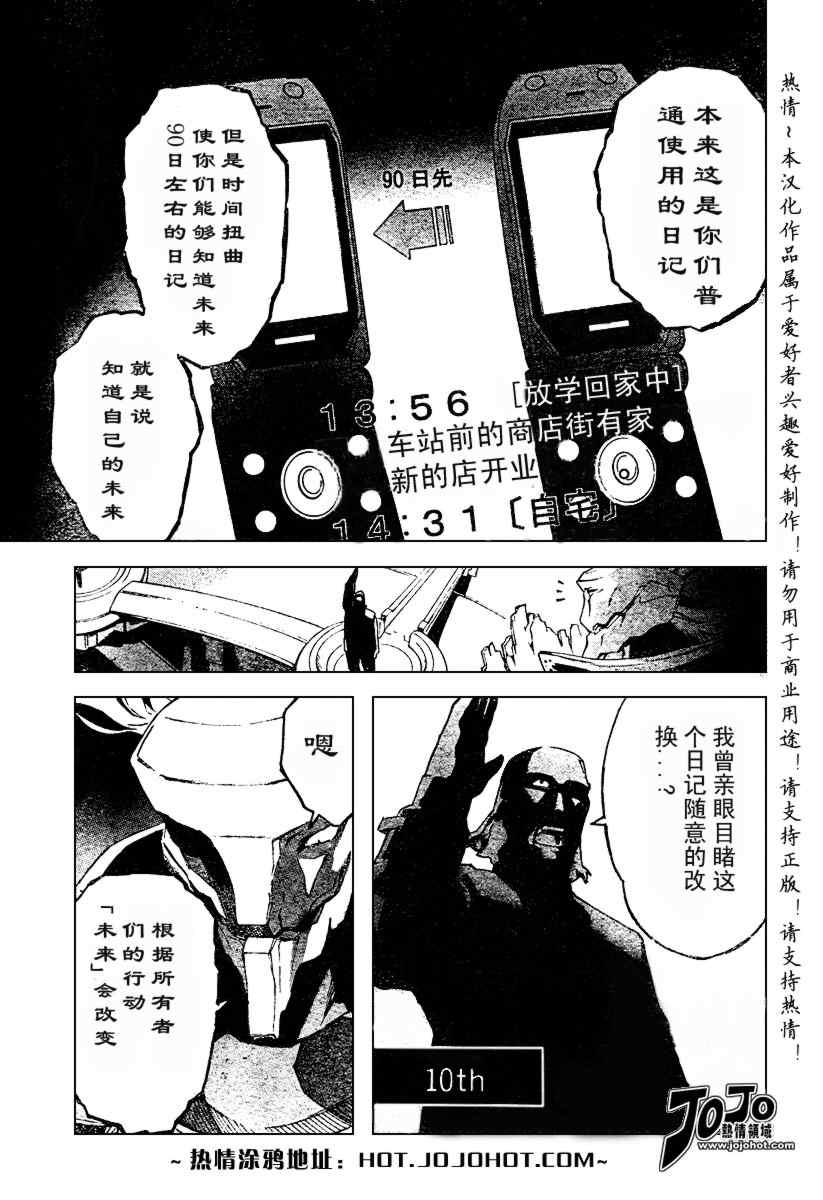 本来这是你们普
通使用的日记
90日先
但是时间扭曲
使你们能够知道未来
90日左右的日记
就是说
知道自己的未来
13:56 [放学回家中]
车站前的商店街有家
新的店开业
14:31 [自宅]
我曾亲眼目睹这
个日记随意的改
换...?
10th
嗯
根据所有者
们的行动
「未来」会改变
热情~本汉化作品属于爱好者兴趣爱好制作!请勿用于商业用途!请支持正版!请支持热情!
JOJO
热情領域
www.jojohot.com
~热情涂鸦地址:HOT.JOJOHOT.COM~